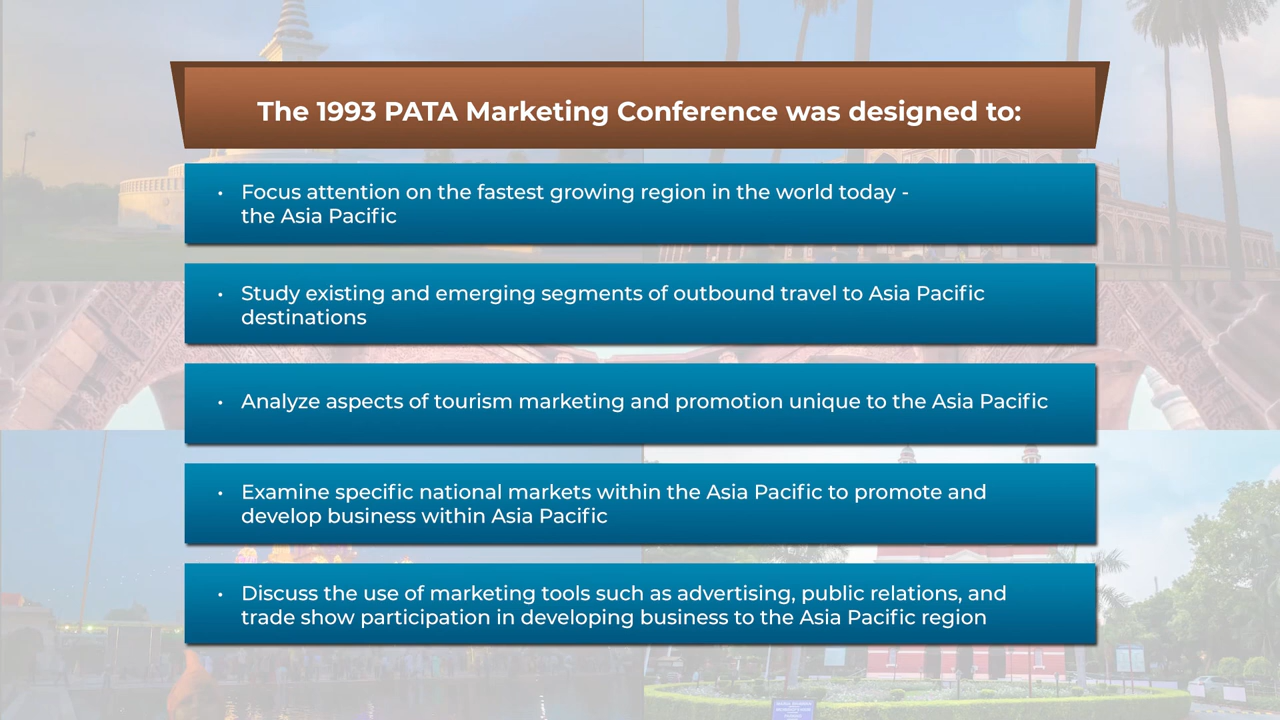 The 1993 PATA Marketing Conference was designed to:
• Focus attention on the fastest growing region in the world today -
the Asia Pacific
• Study existing and emerging segments of outbound travel to Asia Pacific
destinations
• Analyze aspects of tourism marketing and promotion unique to the Asia Pacific
• Examine specific national markets within the Asia Pacific to promote and
develop business within Asia Pacific
• Discuss the use of marketing tools such as advertising, public relations, and
trade show participation in developing business to the Asia Pacific region